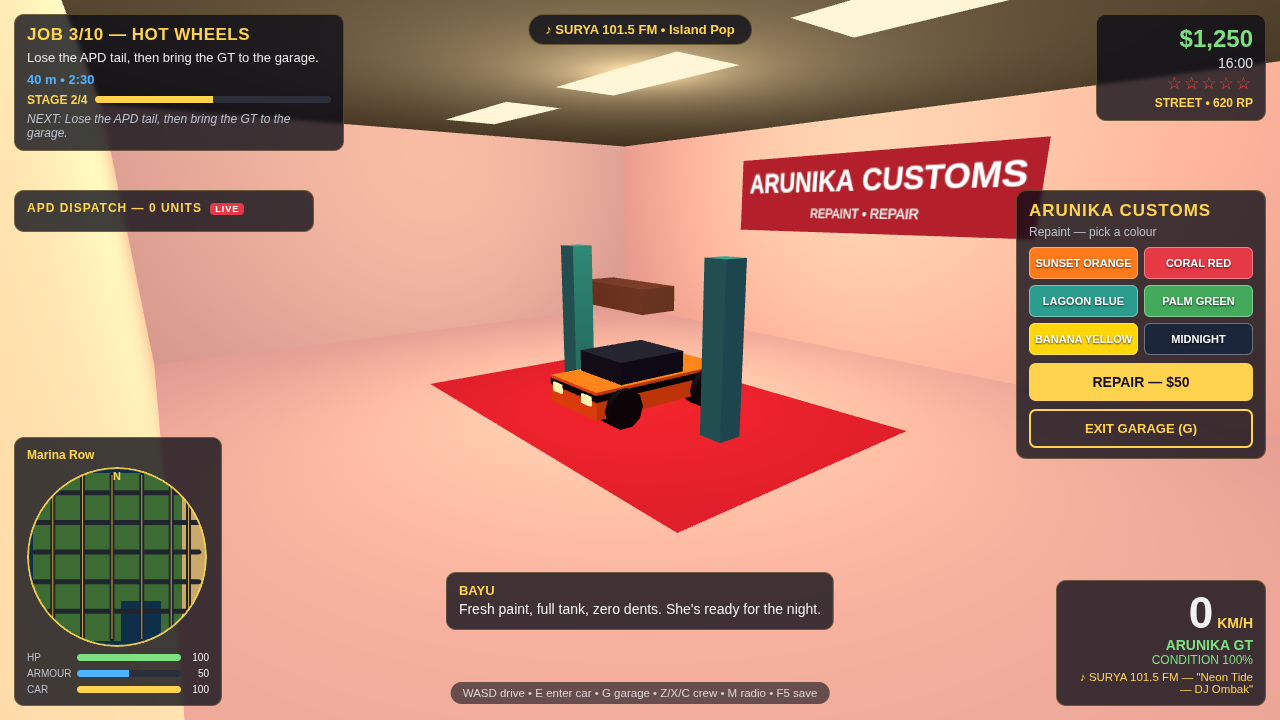 JOB 3/10 — HOT WHEELS
Lose the APD tail, then bring the GT to the garage.
40 m • 2:30
STAGE 2/4
NEXT: Lose the APD tail, then bring the GT to the
garage.
♪ SURYA 101.5 FM • Island Pop
$1,250
16:00
☆☆☆☆☆
STREET • 620 RP
APD DISPATCH — 0 UNITS LIVE
ARUNIKA CUSTOMS
REPAINT • REPAIR
ARUNIKA CUSTOMS
Repaint — pick a colour
SUNSET ORANGE CORAL RED
LAGOON BLUE PALM GREEN
BANANA YELLOW MIDNIGHT
REPAIR — $50
EXIT GARAGE (G)
Marina Row
N
HP 100
ARMOUR 50
CAR 100
BAYU
Fresh paint, full tank, zero dents. She's ready for the night.
WASD drive • E enter car • G garage • Z/X/C crew • M radio • F5 save
0 KM/H
ARUNIKA GT
CONDITION 100%
♪ SURYA 101.5 FM — "Neon Tide
— DJ Ombak"